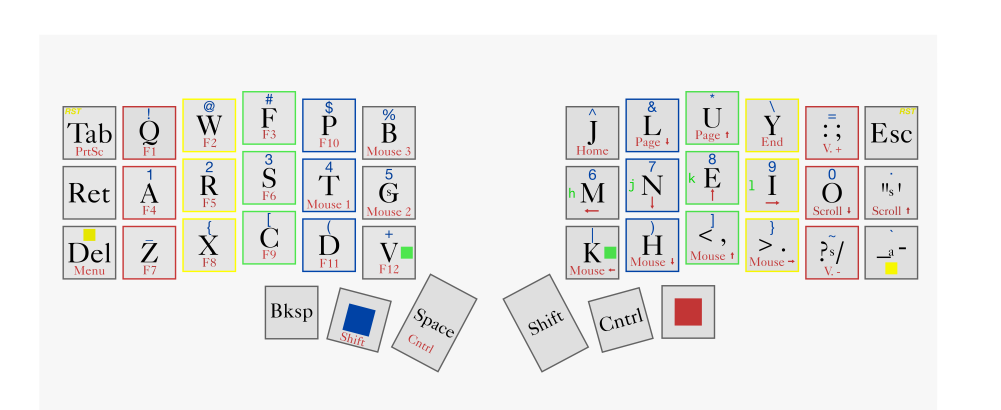 RST ! @ # $ % ^ & * \ = RST
Tab Q W F P B J L U Y : ; Esc
PrtSc F1 F2 F3 F10 Mouse 3 Home Page ↓ Page ↑ End V. +
2 3 4 5 6 7 8 9 0 .
Ret 1 A R S T G s h M j N k E l I O "s '
F4 F5 F6 Mouse 1 Mouse 2 ← ↓ ↑ → Scroll ↓ Scroll ↑
_ { [ ( + | ) ] } ~ `
Del Z X C D V K H < , > . ? s / _ a -
Menu F7 F8 F9 F11 F12 Mouse ← Mouse ↓ Mouse ↑ Mouse → V. -
Bksp Space Shift Cntrl
Shift Cntrl